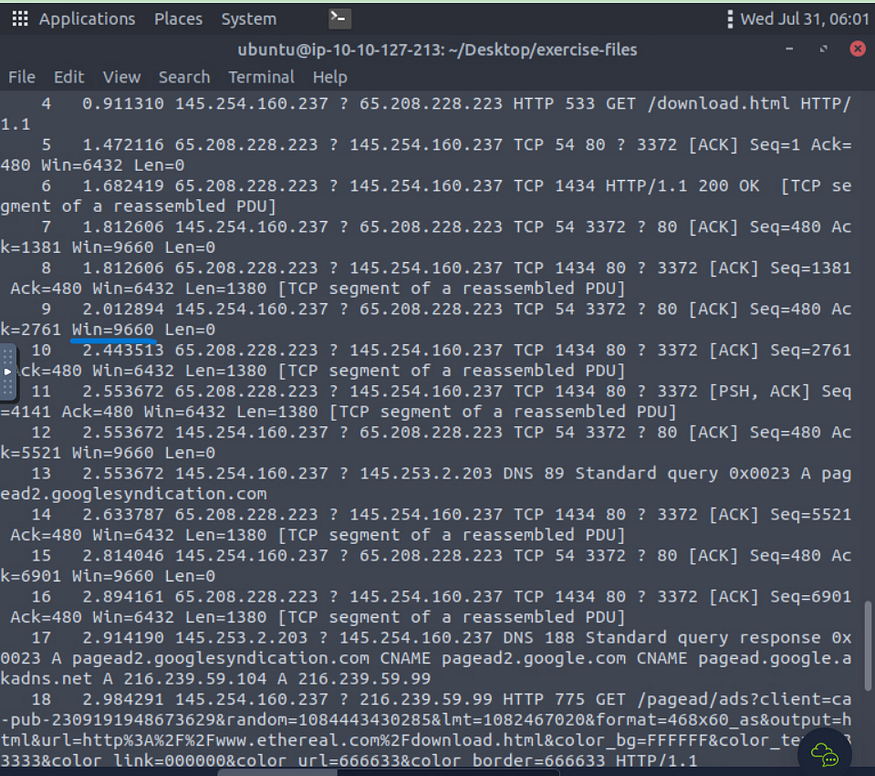 Applications Places System Wed Jul 31, 06:01
ubuntu@ip-10-10-127-213: ~/Desktop/exercise-files
File Edit View Search Terminal Help
4 0.911310 145.254.160.237 ? 65.208.228.223 HTTP 533 GET /download.html HTTP/
1.1
5 1.472116 65.208.228.223 ? 145.254.160.237 TCP 54 80 ? 3372 [ACK] Seq=1 Ack=
480 Win=6432 Len=0
6 1.682419 65.208.228.223 ? 145.254.160.237 TCP 1434 HTTP/1.1 200 OK [TCP se
gment of a reassembled PDU]
7 1.812606 145.254.160.237 ? 65.208.228.223 TCP 54 3372 ? 80 [ACK] Seq=480 Ac
k=1381 Win=9660 Len=0
8 1.812606 65.208.228.223 ? 145.254.160.237 TCP 1434 80 ? 3372 [ACK] Seq=1381
Ack=480 Win=6432 Len=1380 [TCP segment of a reassembled PDU]
9 2.012894 145.254.160.237 ? 65.208.228.223 TCP 54 3372 ? 80 [ACK] Seq=480 Ac
k=2761 Win=9660 Len=0
10 2.443513 65.208.228.223 ? 145.254.160.237 TCP 1434 80 ? 3372 [ACK] Seq=2761
Ack=480 Win=6432 Len=1380 [TCP segment of a reassembled PDU]
11 2.553672 65.208.228.223 ? 145.254.160.237 TCP 1434 80 ? 3372 [PSH, ACK] Seq
=4141 Ack=480 Win=6432 Len=1380 [TCP segment of a reassembled PDU]
12 2.553672 145.254.160.237 ? 65.208.228.223 TCP 54 3372 ? 80 [ACK] Seq=480 Ac
k=5521 Win=9660 Len=0
13 2.553672 145.254.160.237 ? 145.253.2.203 DNS 89 Standard query 0x0023 A pag
ead2.googlesyndication.com
14 2.633787 65.208.228.223 ? 145.254.160.237 TCP 1434 80 ? 3372 [ACK] Seq=5521
Ack=480 Win=6432 Len=1380 [TCP segment of a reassembled PDU]
15 2.814046 145.254.160.237 ? 65.208.228.223 TCP 54 3372 ? 80 [ACK] Seq=480 Ac
k=6901 Win=9660 Len=0
16 2.894161 65.208.228.223 ? 145.254.160.237 TCP 1434 80 ? 3372 [ACK] Seq=6901
Ack=480 Win=6432 Len=1380 [TCP segment of a reassembled PDU]
17 2.914190 145.253.2.203 ? 145.254.160.237 DNS 188 Standard query response 0x
0023 A pagead2.googlesyndication.com CNAME pagead2.google.com CNAME pagead.google.a
kadns.net A 216.239.59.104 A 216.239.59.99
18 2.984291 145.254.160.237 ? 216.239.59.99 HTTP 775 GET /pagead/ads?client=ca
-pub-2309191948673629&random=1084443430285&lmt=1082467020&format=468x60_as&output=h
tml&url=http%3A%2F%2Fwww.ethereal.com%2Fdownload.html&color_bg=FFFFFF&color_te
3333&color_link=000000&color_url=666633&color_border=666633 HTTP/1.1